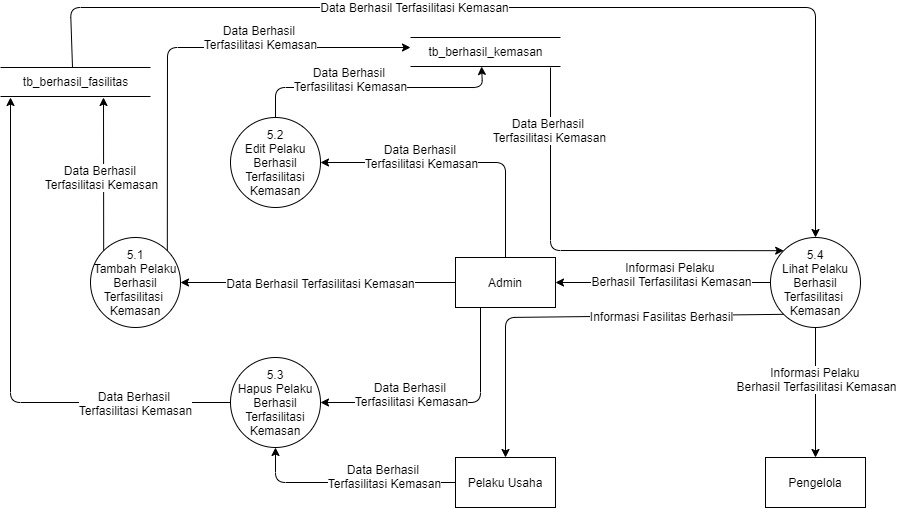 Data Berhasil Terfasilitasi Kemasan
Data Berhasil
Terfasilitasi Kemasan
tb_berhasil_kemasan
tb_berhasil_fasilitas
Data Berhasil
Terfasilitasi Kemasan
Data Berhasil
Terfasilitasi Kemasan
5.2
Edit Pelaku
Berhasil
Terfasilitasi
Kemasan
Data Berhasil
Terfasilitasi Kemasan
Data Berhasil
Terfasilitasi Kemasan
5.1
Tambah Pelaku
Berhasil
Terfasilitasi
Kemasan
Data Berhasil Terfasilitasi Kemasan
Admin
Informasi Pelaku
Berhasil Terfasilitasi Kemasan
5.4
Lihat Pelaku
Berhasil
Terfasilitasi
Kemasan
Informasi Fasilitas Berhasil
5.3
Hapus Pelaku
Berhasil
Terfasilitasi
Kemasan
Data Berhasil
Terfasilitasi Kemasan
Data Berhasil
Terfasilitasi Kemasan
Informasi Pelaku
Berhasil Terfasilitasi Kemasan
Data Berhasil
Terfasilitasi Kemasan
Pelaku Usaha
Pengelola